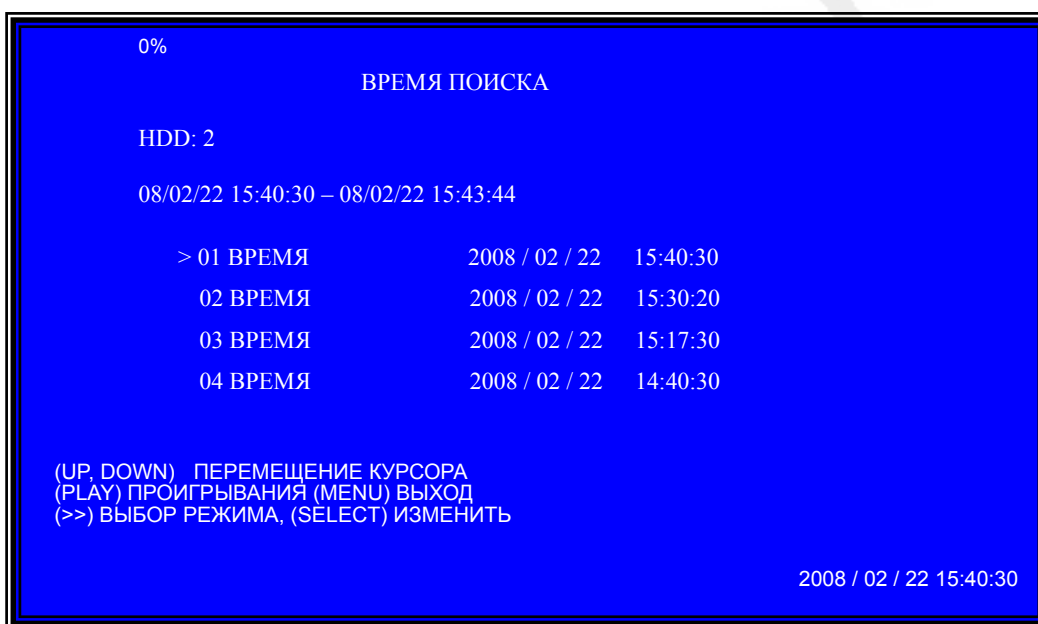 0%
ВРЕМЯ ПОИСКА
HDD: 2
08/02/22 15:40:30 – 08/02/22 15:43:44
> 01 ВРЕМЯ 2008 / 02 / 22 15:40:30
02 ВРЕМЯ 2008 / 02 / 22 15:30:20
03 ВРЕМЯ 2008 / 02 / 22 15:17:30
04 ВРЕМЯ 2008 / 02 / 22 14:40:30
(UP, DOWN) ПЕРЕМЕЩЕНИЕ КУРСОРА
(PLAY) ПРОИГРЫВАНИЯ (MENU) ВЫХОД
(>>) ВЫБОР РЕЖИМА, (SELECT) ИЗМЕНИТЬ
2008 / 02 / 22 15:40:30